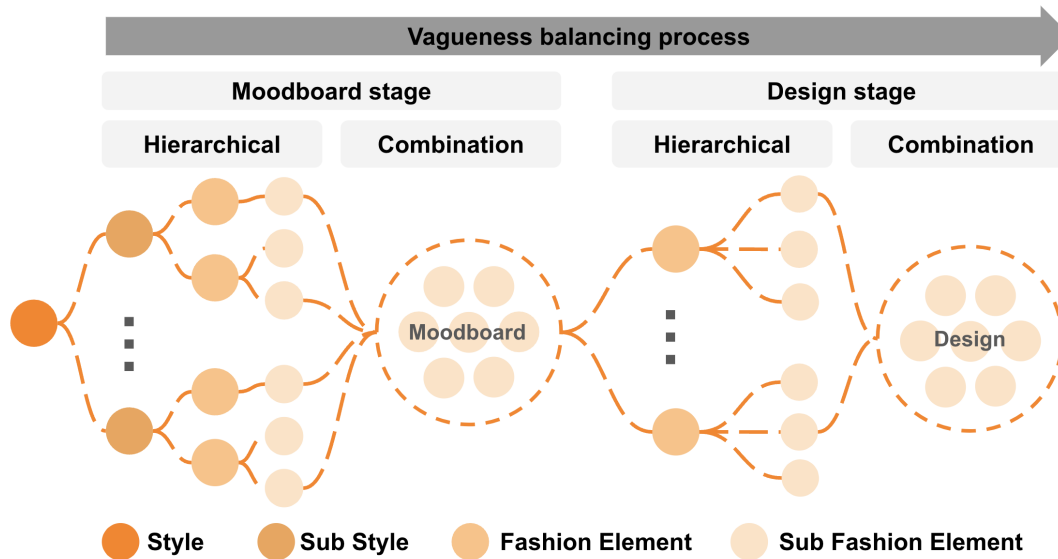 Vagueness balancing process
Moodboard stage
Design stage
Hierarchical
Combination
Hierarchical
Combination
Moodboard
Design
Style
Sub Style
Fashion Element
Sub Fashion Element